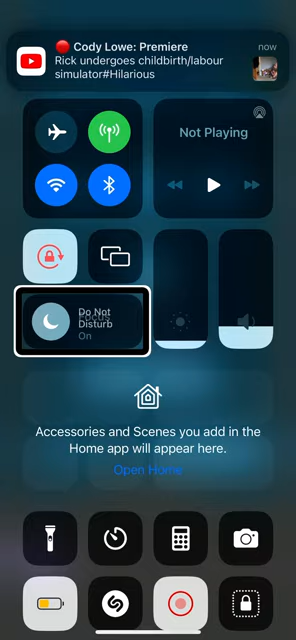 🔴 Cody Lowe: Premiere
now
Rick undergoes childbirth/labour
simulator#Hilarious
Not Playing
Do Not
Disturb
Focus
On
Accessories and Scenes you add in the
Home app will appear here.
Open Home